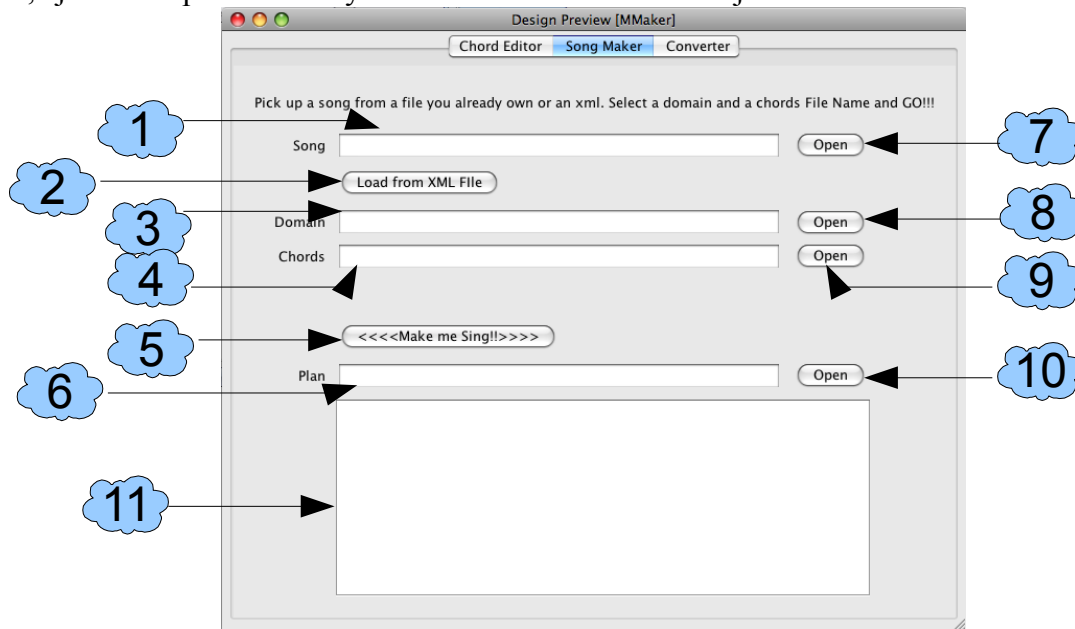 Design Preview [MMaker]
Chord Editor Song Maker Converter
Pick up a song from a file you already own or an xml. Select a domain and a chords File Name and GO!!!
1
Song Open 7
2 Load from XML FIle
3 Domain Open 8
4 Chords Open 9
5 <<<<Make me Sing!!>>>>
6 Plan Open 10
11